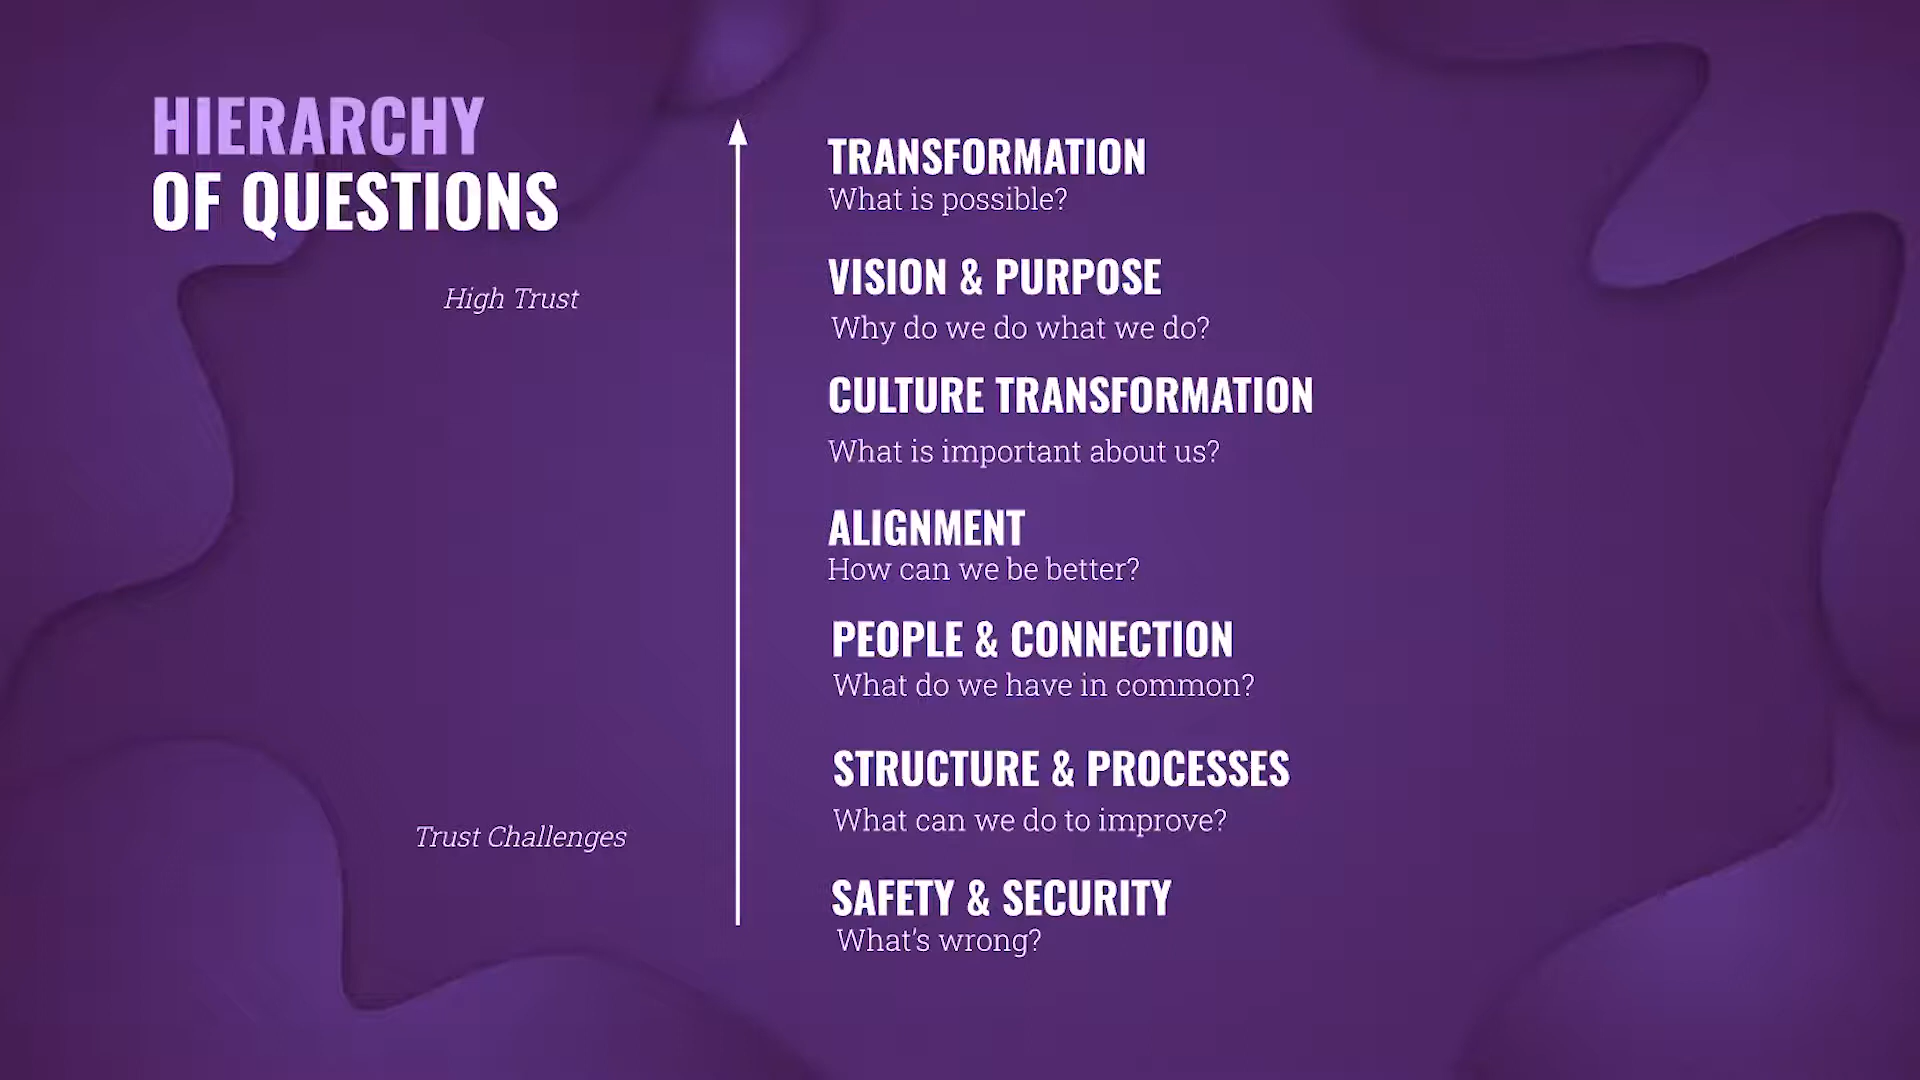 HIERARCHY
OF QUESTIONS
High Trust
Trust Challenges
TRANSFORMATION
What is possible?
VISION & PURPOSE
Why do we do what we do?
CULTURE TRANSFORMATION
What is important about us?
ALIGNMENT
How can we be better?
PEOPLE & CONNECTION
What do we have in common?
STRUCTURE & PROCESSES
What can we do to improve?
SAFETY & SECURITY
What's wrong?